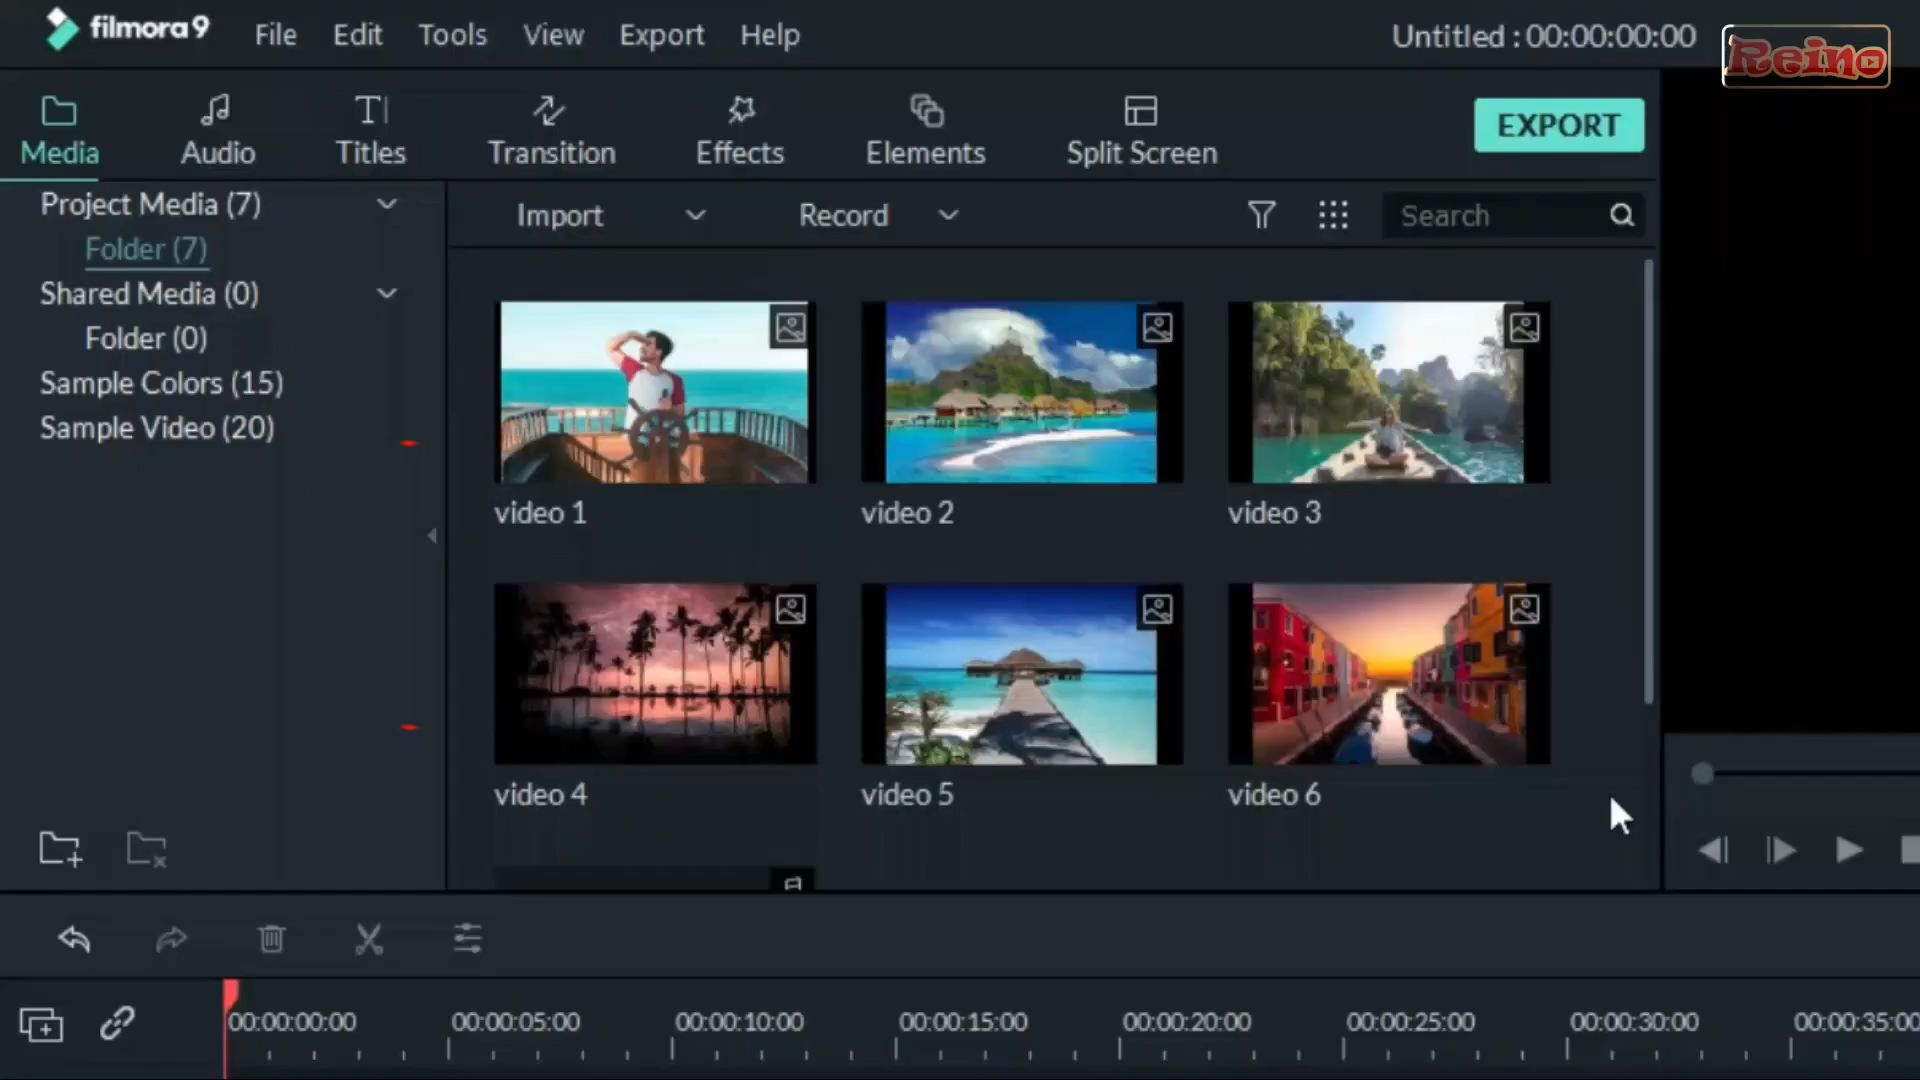 filmora9 File Edit Tools View Export Help Untitled : 00:00:00:00 Reino
Media Audio Titles Transition Effects Elements Split Screen EXPORT
Project Media (7)
Folder (7)
Shared Media (0)
Folder (0)
Sample Colors (15)
Sample Video (20)
Import Record Search
video 1 video 2 video 3
video 4 video 5 video 6
00:00:00:00 00:00:05:00 00:00:10:00 00:00:15:00 00:00:20:00 00:00:25:00 00:00:30:00 00:00:35:00